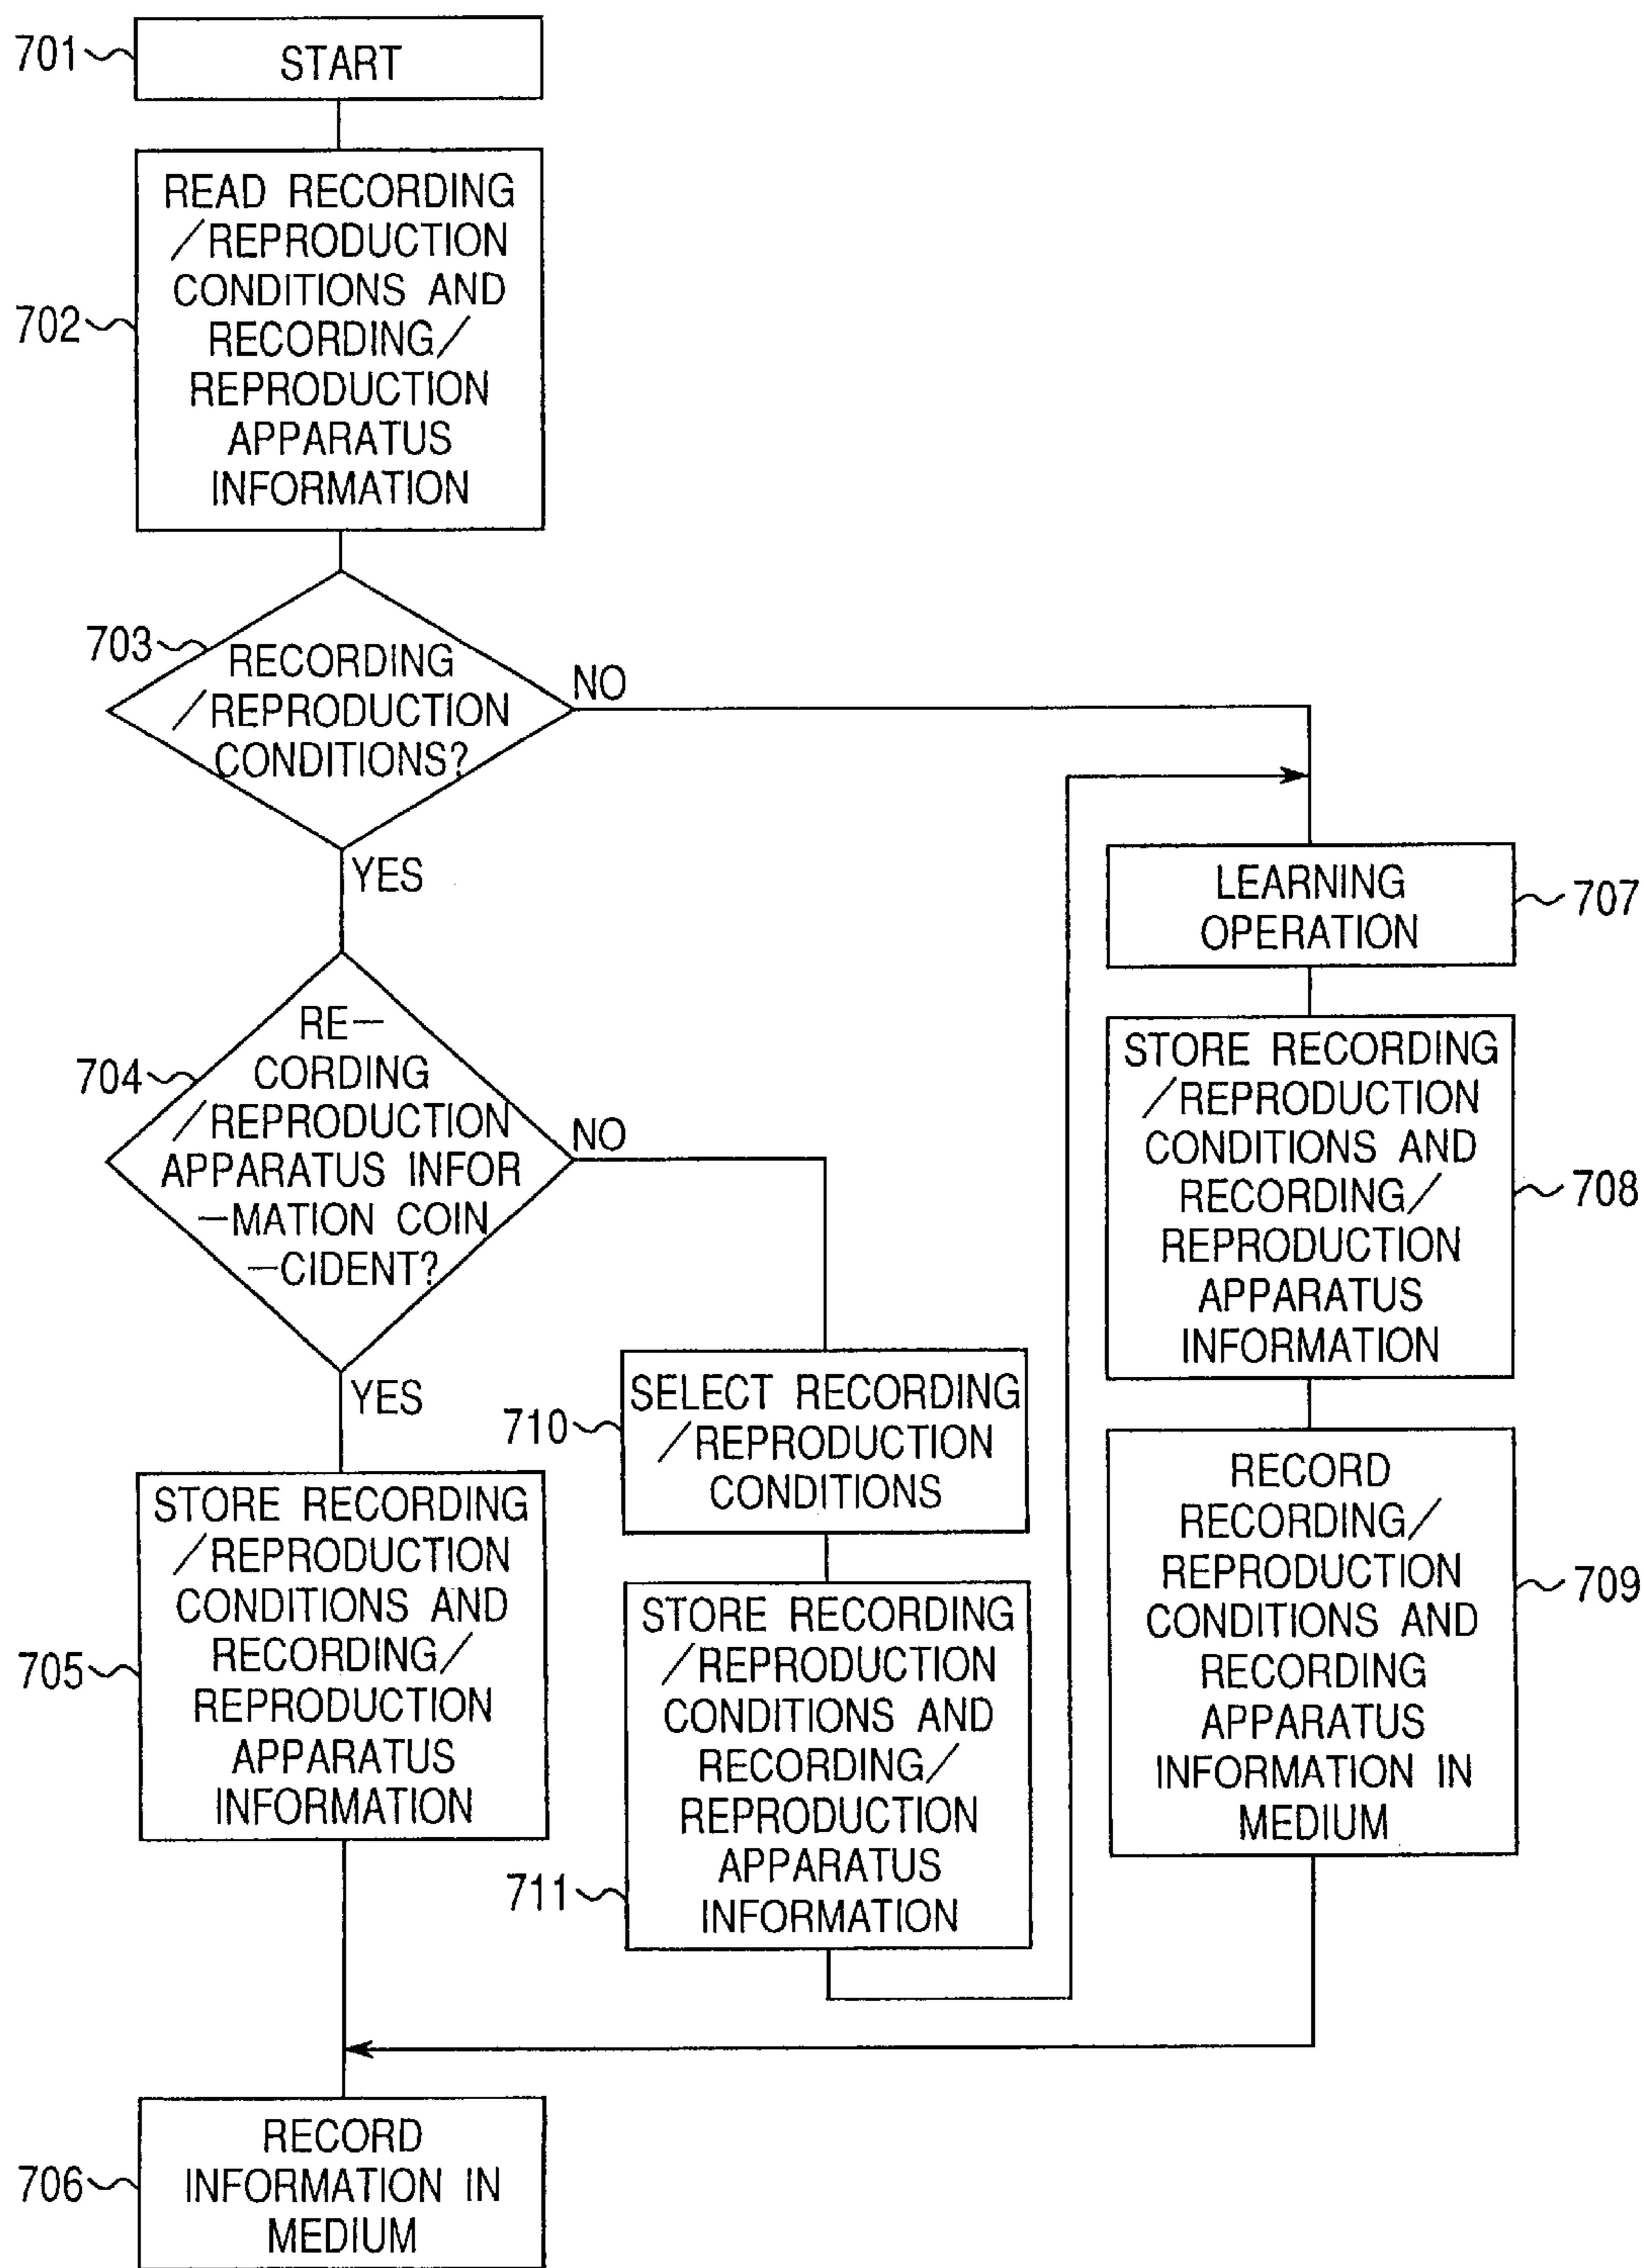 701
START
702
READ RECORDING
/REPRODUCTION
CONDITIONS AND
RECORDING/
REPRODUCTION
APPARATUS
INFORMATION
703
RECORDING
/REPRODUCTION
CONDITIONS?
NO
YES
704
RE—
CORDING
/REPRODUCTION
APPARATUS INFOR
—MATION COIN
—CIDENT?
NO
YES
705
STORE RECORDING
/REPRODUCTION
CONDITIONS AND
RECORDING/
REPRODUCTION
APPARATUS
INFORMATION
706
RECORD
INFORMATION IN
MEDIUM
710
SELECT RECORDING
/REPRODUCTION
CONDITIONS
711
STORE RECORDING
/REPRODUCTION
CONDITIONS AND
RECORDING/
REPRODUCTION
APPARATUS
INFORMATION
LEARNING
OPERATION
707
STORE RECORDING
/REPRODUCTION
CONDITIONS AND
RECORDING/
REPRODUCTION
APPARATUS
INFORMATION
708
RECORD
RECORDING/
REPRODUCTION
CONDITIONS AND
RECORDING
APPARATUS
INFORMATION IN
MEDIUM
709